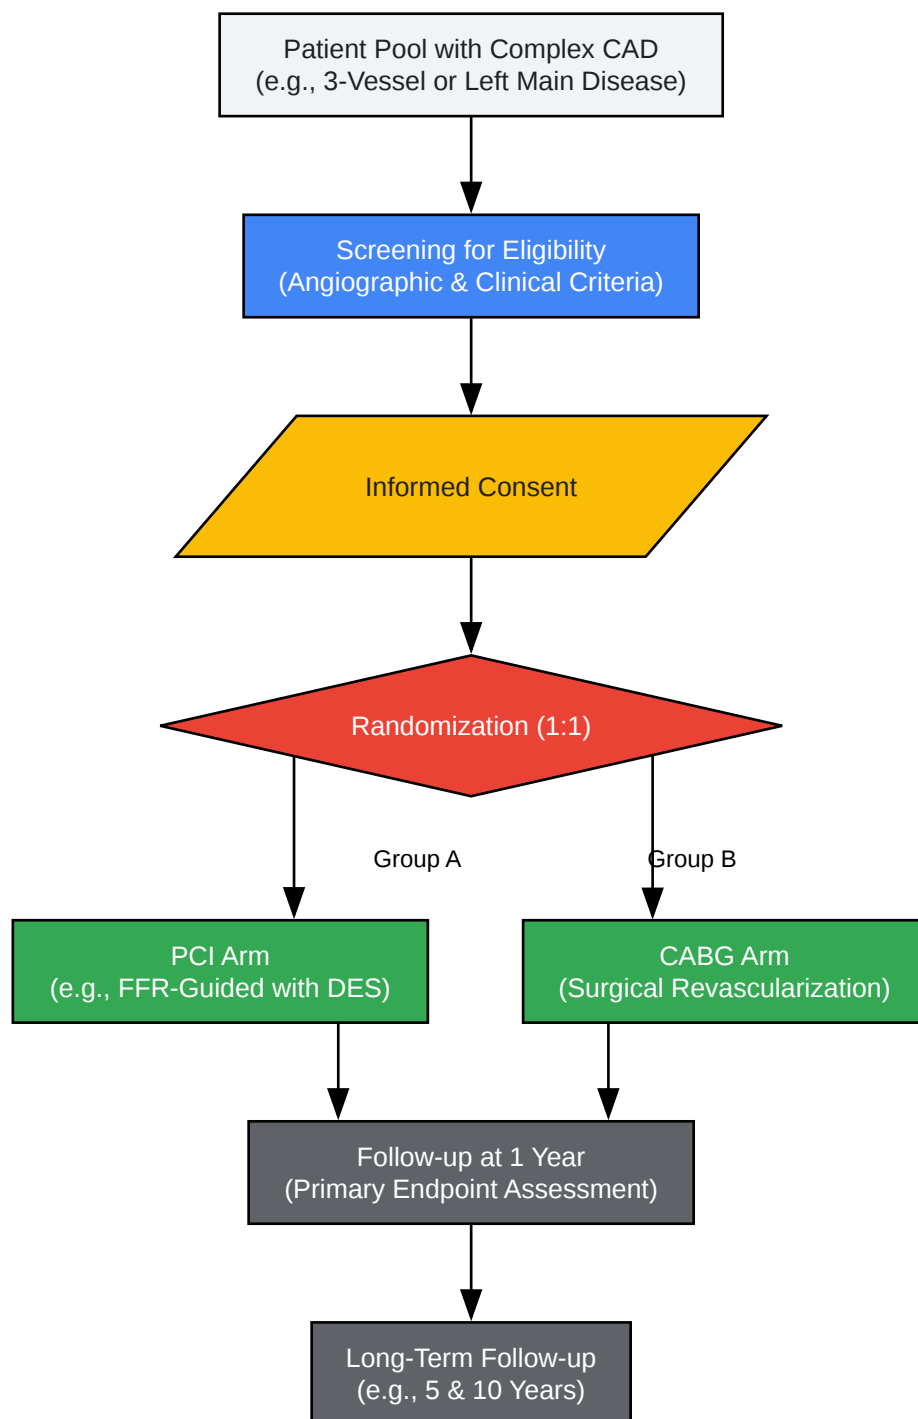 Patient Pool with Complex CAD
(e.g., 3-Vessel or Left Main Disease)
Screening for Eligibility
(Angiographic & Clinical Criteria)
Informed Consent
Randomization (1:1)
Group A
Group B
PCI Arm
(e.g., FFR-Guided with DES)
CABG Arm
(Surgical Revascularization)
Follow-up at 1 Year
(Primary Endpoint Assessment)
Long-Term Follow-up
(e.g., 5 & 10 Years)